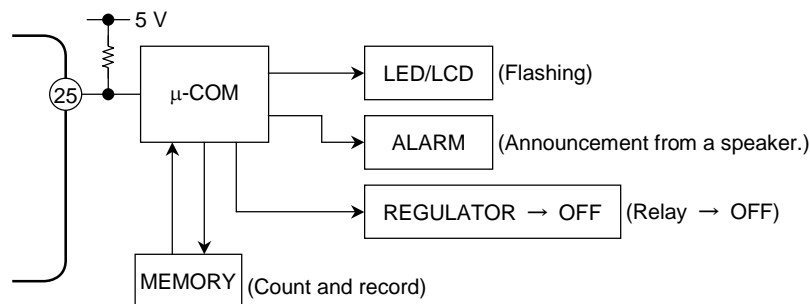 5 V
25
μ-COM
LED/LCD (Flashing)
ALARM (Announcement from a speaker.)
REGULATOR → OFF (Relay → OFF)
MEMORY (Count and record)